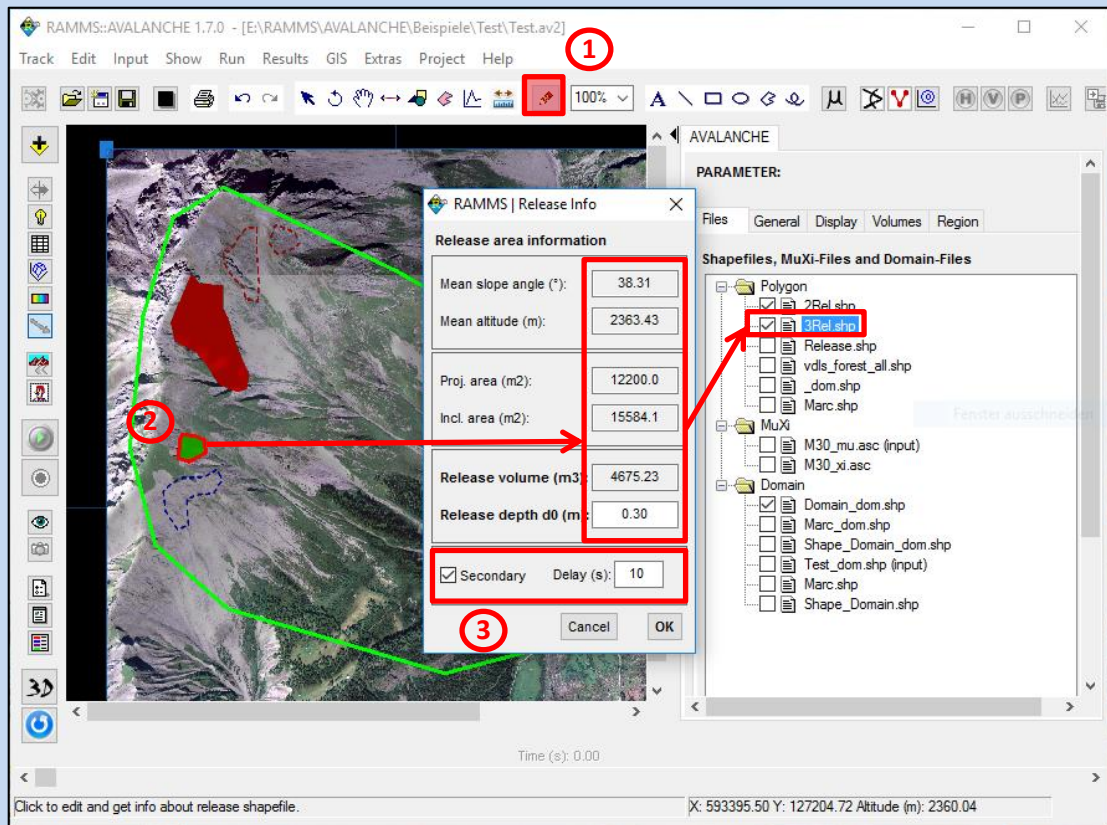 RAMMS::AVALANCHE 1.7.0 - [E:\RAMMS\AVALANCHE\Beispiele\Test\Test.av2]
1
Track Edit Input Show Run Results GIS Extras Project Help
100%
A
μ
H V P
AVALANCHE
PARAMETER:
Files General Display Volumes Region
Shapefiles, MuXi-Files and Domain-Files
Polygon
2Rel.shp
3Rel.shp
Release.shp
vdls_forest_all.shp
_dom.shp
Marc.shp
Fenster ausschneiden
MuXi
M30_mu.asc (input)
M30_xi.asc
Domain
Domain_dom.shp
Marc_dom.shp
Shape_Domain_dom.shp
Test_dom.shp (input)
Marc.shp
Shape_Domain.shp
RAMMS | Release Info
Release area information
Mean slope angle (°): 38.31
Mean altitude (m): 2363.43
Proj. area (m2): 12200.0
Incl. area (m2): 15584.1
Release volume (m3): 4675.23
Release depth d0 (m): 0.30
Secondary Delay (s): 10
Cancel OK
2
3
3D
Time (s): 0.00
Click to edit and get info about release shapefile.
X: 593395.50 Y: 127204.72 Altitude (m): 2360.04